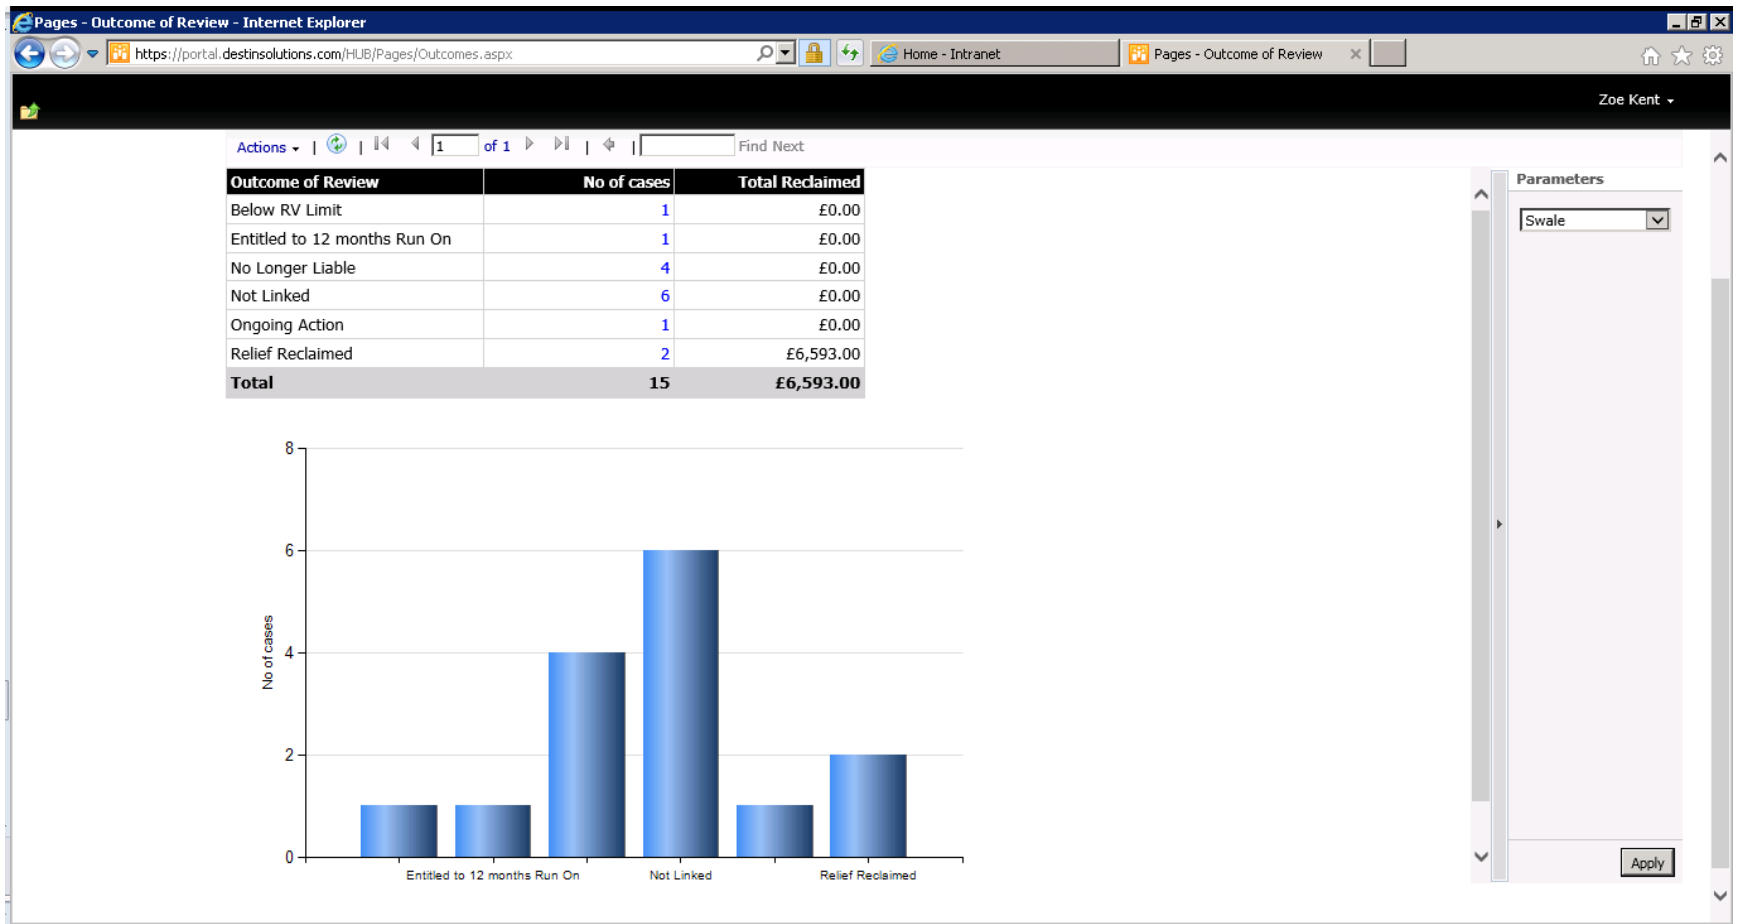 Pages - Outcome of Review - Internet Explorer
https://portal.destinsolutions.com/HUB/Pages/Outcomes.aspx
Home - Intranet
Pages - Outcome of Review
Zoe Kent
Actions
1 of 1
Find Next
Outcome of Review No of cases Total Reclaimed
Below RV Limit 1 £0.00
Entitled to 12 months Run On 1 £0.00
No Longer Liable 4 £0.00
Not Linked 6 £0.00
Ongoing Action 1 £0.00
Relief Reclaimed 2 £6,593.00
Total 15 £6,593.00
Parameters
Swale
8
6
4
2
0
No of cases
Entitled to 12 months Run On Not Linked Relief Reclaimed
Apply